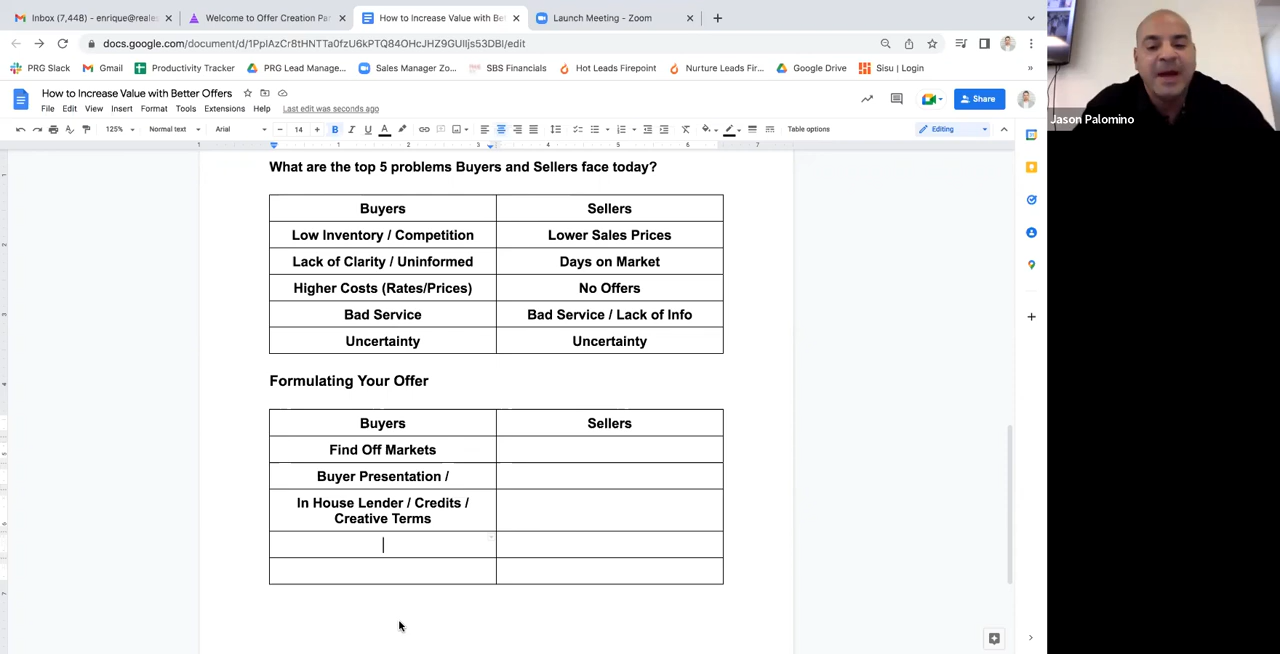 Inbox (7,448) - enrique@reales
Welcome to Offer Creation Par
How to Increase Value with Bet
Launch Meeting - Zoom
docs.google.com/document/d/1PplAzCr8tHNTTa0fzU6kPTQ84OHcJHZ9GUIljs53DBI/edit
PRG Slack
Gmail
Productivity Tracker
PRG Lead Manage...
Sales Manager Zo...
SBS Financials
Hot Leads Firepoint
Nurture Leads Fir...
Google Drive
Sisu | Login
How to Increase Value with Better Offers
File Edit View Insert Format Tools Extensions Help Last edit was seconds ago
Share
125% Normal text Arial 14 Table options Editing
What are the top 5 problems Buyers and Sellers face today?
Buyers Sellers
Low Inventory / Competition Lower Sales Prices
Lack of Clarity / Uninformed Days on Market
Higher Costs (Rates/Prices) No Offers
Bad Service Bad Service / Lack of Info
Uncertainty Uncertainty
Formulating Your Offer
Buyers Sellers
Find Off Markets
Buyer Presentation /
In House Lender / Credits /
Creative Terms
Jason Palomino